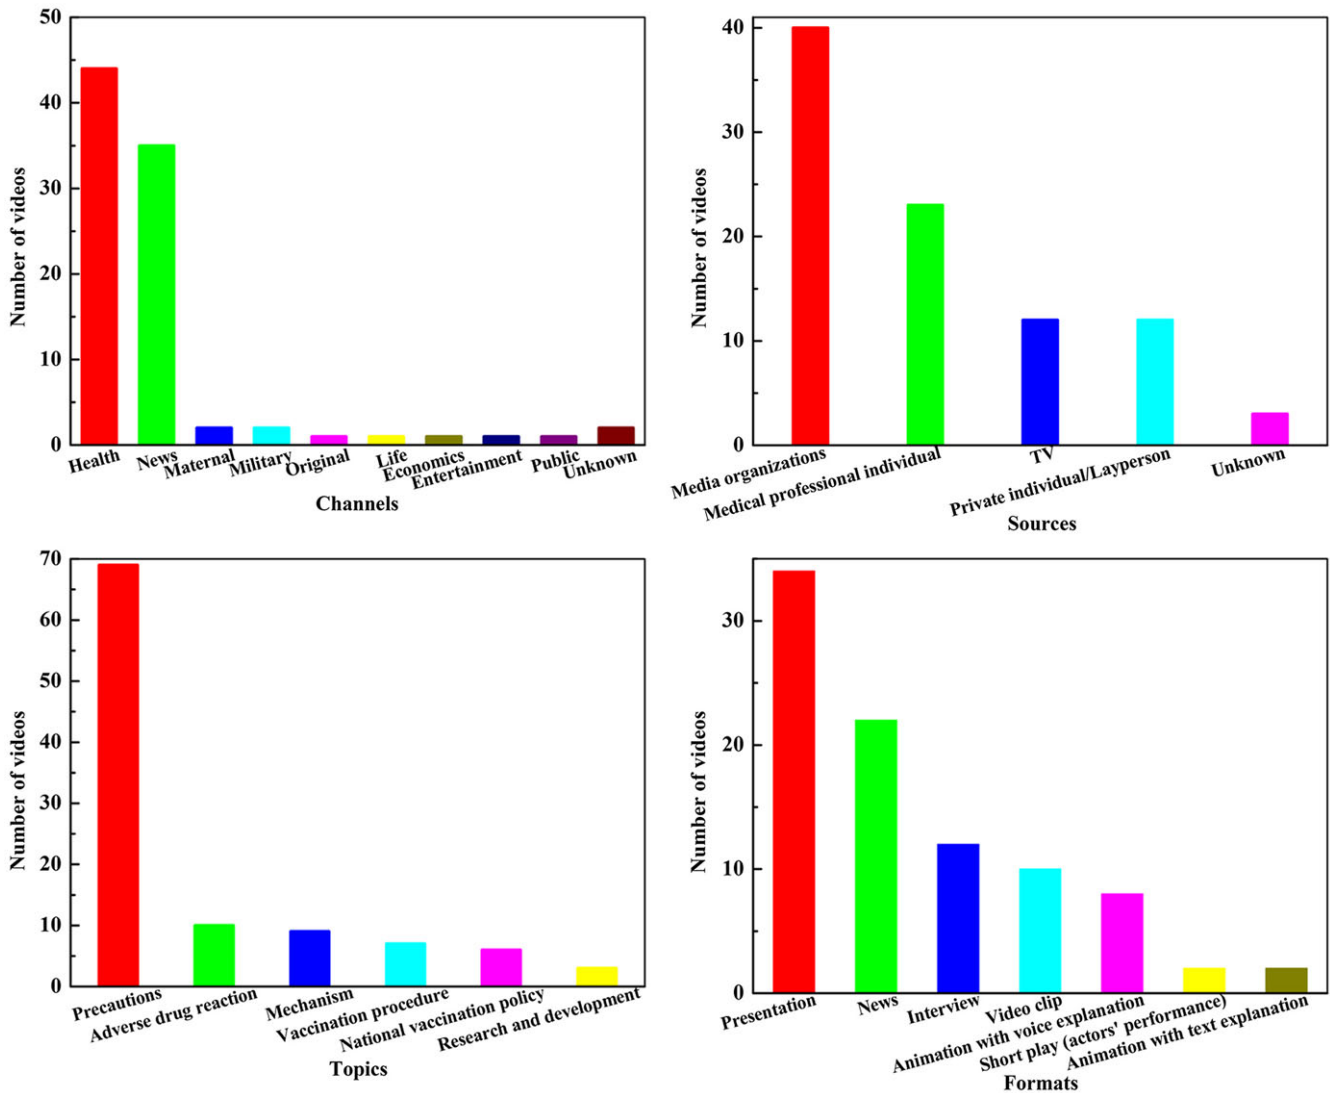 50
40
30
20
10
0
Number of videos
Health
News
Maternal
Military
Original
Life
Economics
Entertainment
Public
Unknown
Channels
40
30
20
10
0
Number of videos
Media organizations
Medical professional individual
TV
Private individual/Layperson
Unknown
Sources
70
60
50
40
30
20
10
0
Number of videos
Precautions
Adverse drug reaction
Mechanism
Vaccination procedure
National vaccination policy
Research and development
Topics
30
20
10
0
Number of videos
Presentation
News
Interview
Video clip
Animation with voice explanation
Short play (actors' performance)
Animation with text explanation
Formats